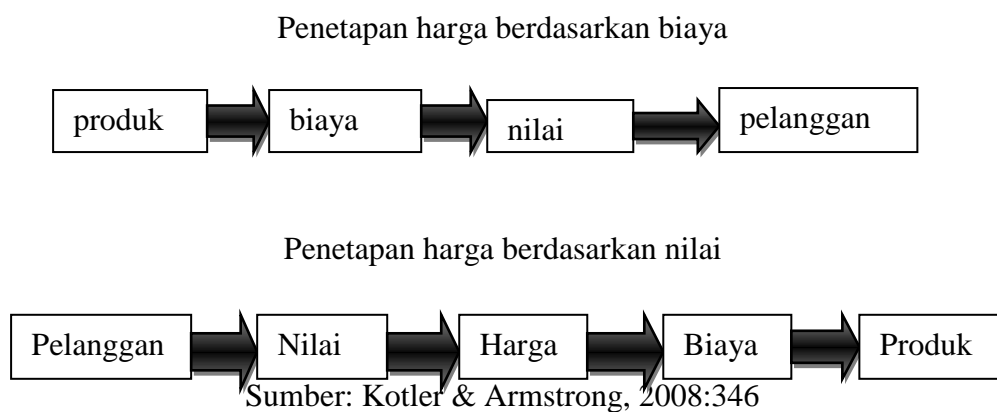 Penetapan harga berdasarkan biaya
produk biaya nilai pelanggan
Penetapan harga berdasarkan nilai
Pelanggan Nilai Harga Biaya Produk
Sumber: Kotler & Armstrong, 2008:346